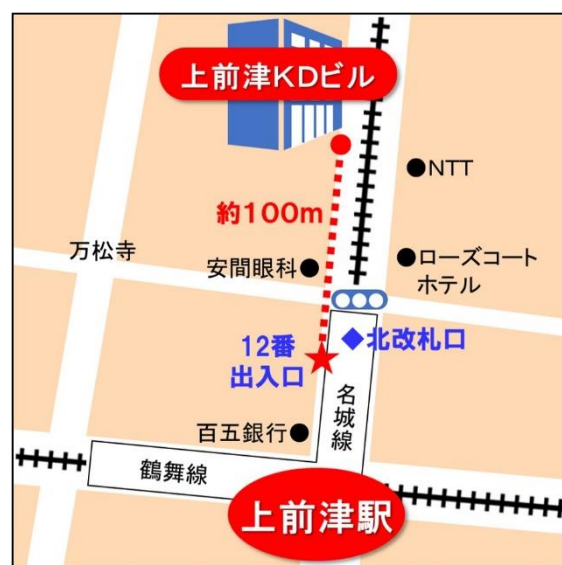 上前津KDビル
NTT
約100m
万松寺
安間眼科
ローズコート
ホテル
12番
出入口
北改札口
名城線
百五銀行
鶴舞線
上前津駅